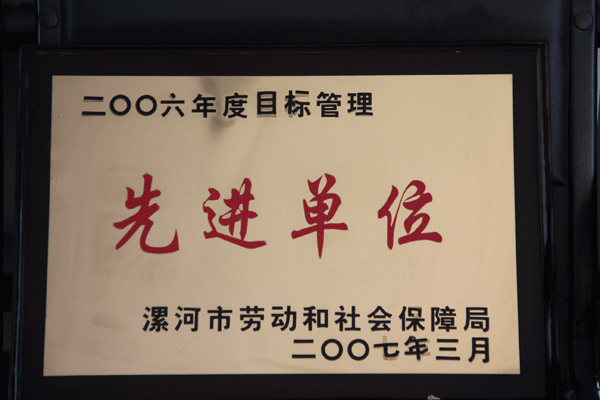 二〇〇六年度目标管理
先进单位
漯河市劳动和社会保障局
二〇〇七年三月